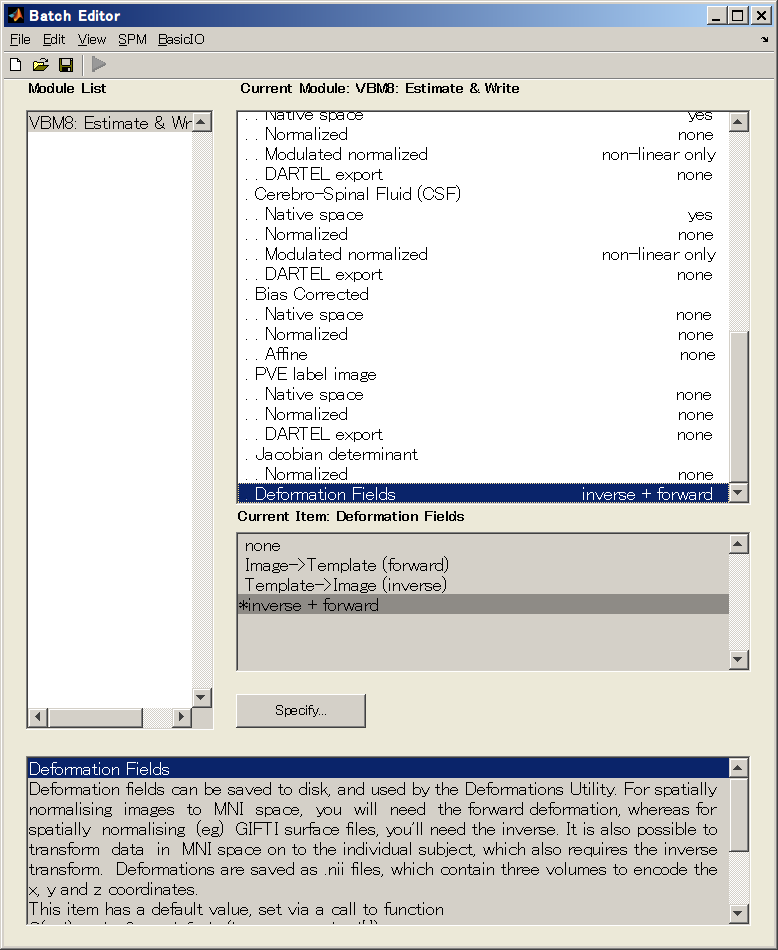 Batch Editor
File Edit View SPM BasicIO
Module List
Current Module: VBM8: Estimate & Write
VBM8: Estimate & Wr
. . Native space yes
. . Normalized none
. . Modulated normalized non-linear only
. . DARTEL export none
. Cerebro-Spinal Fluid (CSF)
. . Native space yes
. . Normalized none
. . Modulated normalized non-linear only
. . DARTEL export none
. Bias Corrected
. . Native space none
. . Normalized none
. . Affine none
. PVE label image
. . Native space none
. . Normalized none
. . DARTEL export none
. Jacobian determinant
. . Normalized none
. Deformation Fields inverse + forward
Current Item: Deformation Fields
none
Image->Template (forward)
Template->Image (inverse)
*inverse + forward
Specify...
Deformation Fields
Deformation fields can be saved to disk, and used by the Deformations Utility. For spatially
normalising images to MNI space, you will need the forward deformation, whereas for
spatially normalising (eg) GIFTI surface files, you'll need the inverse. It is also possible to
transform data in MNI space on to the individual subject, which also requires the inverse
transform. Deformations are saved as .nii files, which contain three volumes to encode the
x, y and z coordinates.
This item has a default value, set via a call to function